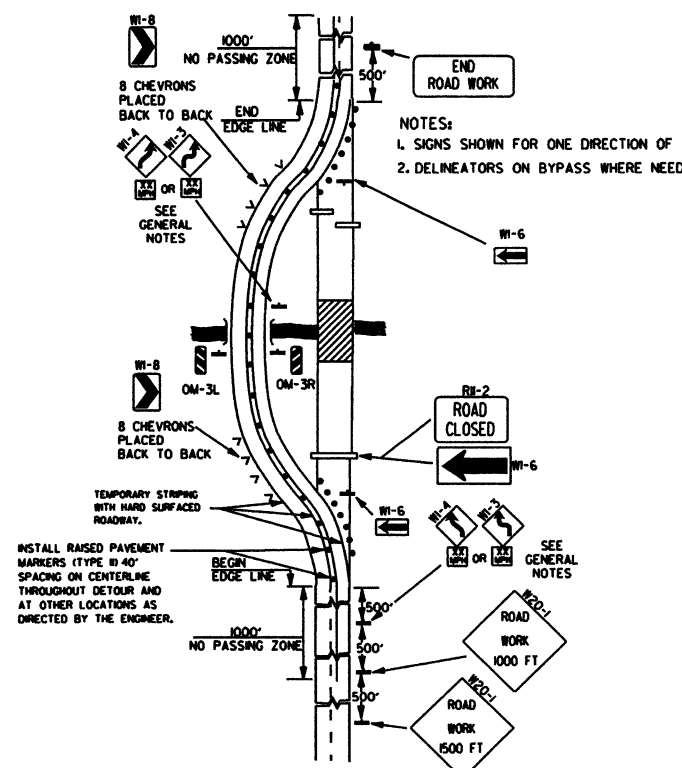 W1-8
1000'
NO PASSING ZONE
500'
END
ROAD WORK
8 CHEVRONS
PLACED
BACK TO BACK
END
EDGE LINE
NOTES:
1. SIGNS SHOWN FOR ONE DIRECTION OF
2. DELINEATORS ON BYPASS WHERE NEED
W1-4
W1-3
XX
MPH
OR
XX
MPH
SEE
GENERAL
NOTES
W1-6
OM-3L
OM-3R
W1-8
8 CHEVRONS
PLACED
BACK TO BACK
R11-2
ROAD
CLOSED
W1-6
TEMPORARY STRIPING
WITH HARD SURFACED
ROADWAY.
W1-6
W1-4
W1-3
XX
MPH
OR
XX
MPH
SEE
GENERAL
NOTES
INSTALL RAISED PAVEMENT
MARKERS (TYPE II) 40'
SPACING ON CENTERLINE
THROUGHOUT DETOUR AND
AT OTHER LOCATIONS AS
DIRECTED BY THE ENGINEER.
BEGIN
EDGE LINE
1000'
NO PASSING ZONE
500'
500'
500'
W20-1
ROAD
WORK
1000 FT
W20-1
ROAD
WORK
1500 FT